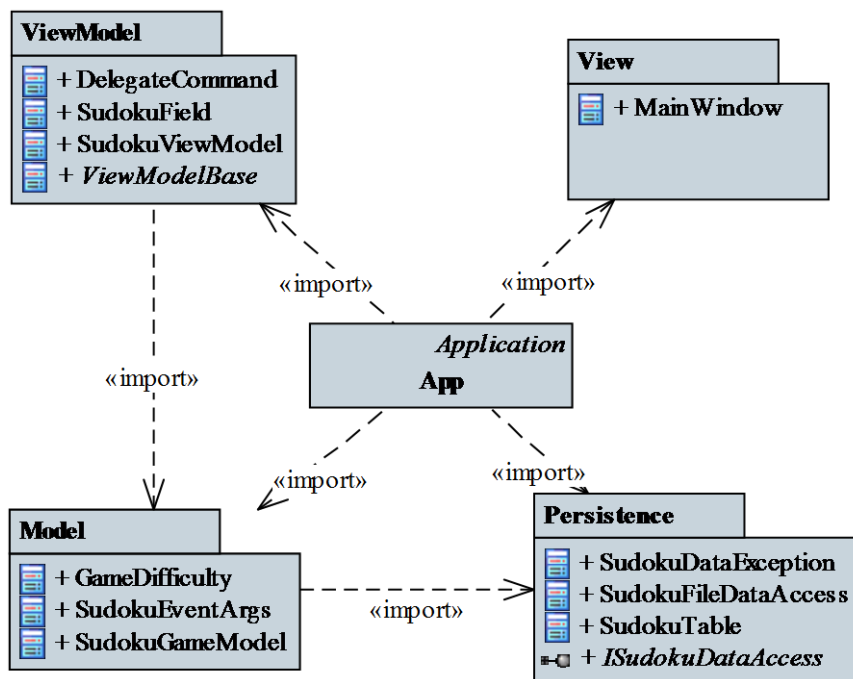 ViewModel
+ DelegateCommand
+ SudokuField
+ SudokuViewModel
+ ViewModelBase
View
+ MainWindow
«import»
«import»
Application
App
«import»
«import»
«import»
Model
+ GameDifficulty
+ SudokuEventArgs
+ SudokuGameModel
«import»
Persistence
+ SudokuDataException
+ SudokuFileDataAccess
+ SudokuTable
+ ISudokuDataAccess